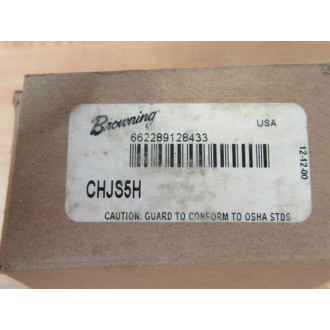 Browning
USA
662289128433
12-12-00
CHJS5H
CAUTION: GUARD TO CONFORM TO OSHA STDS